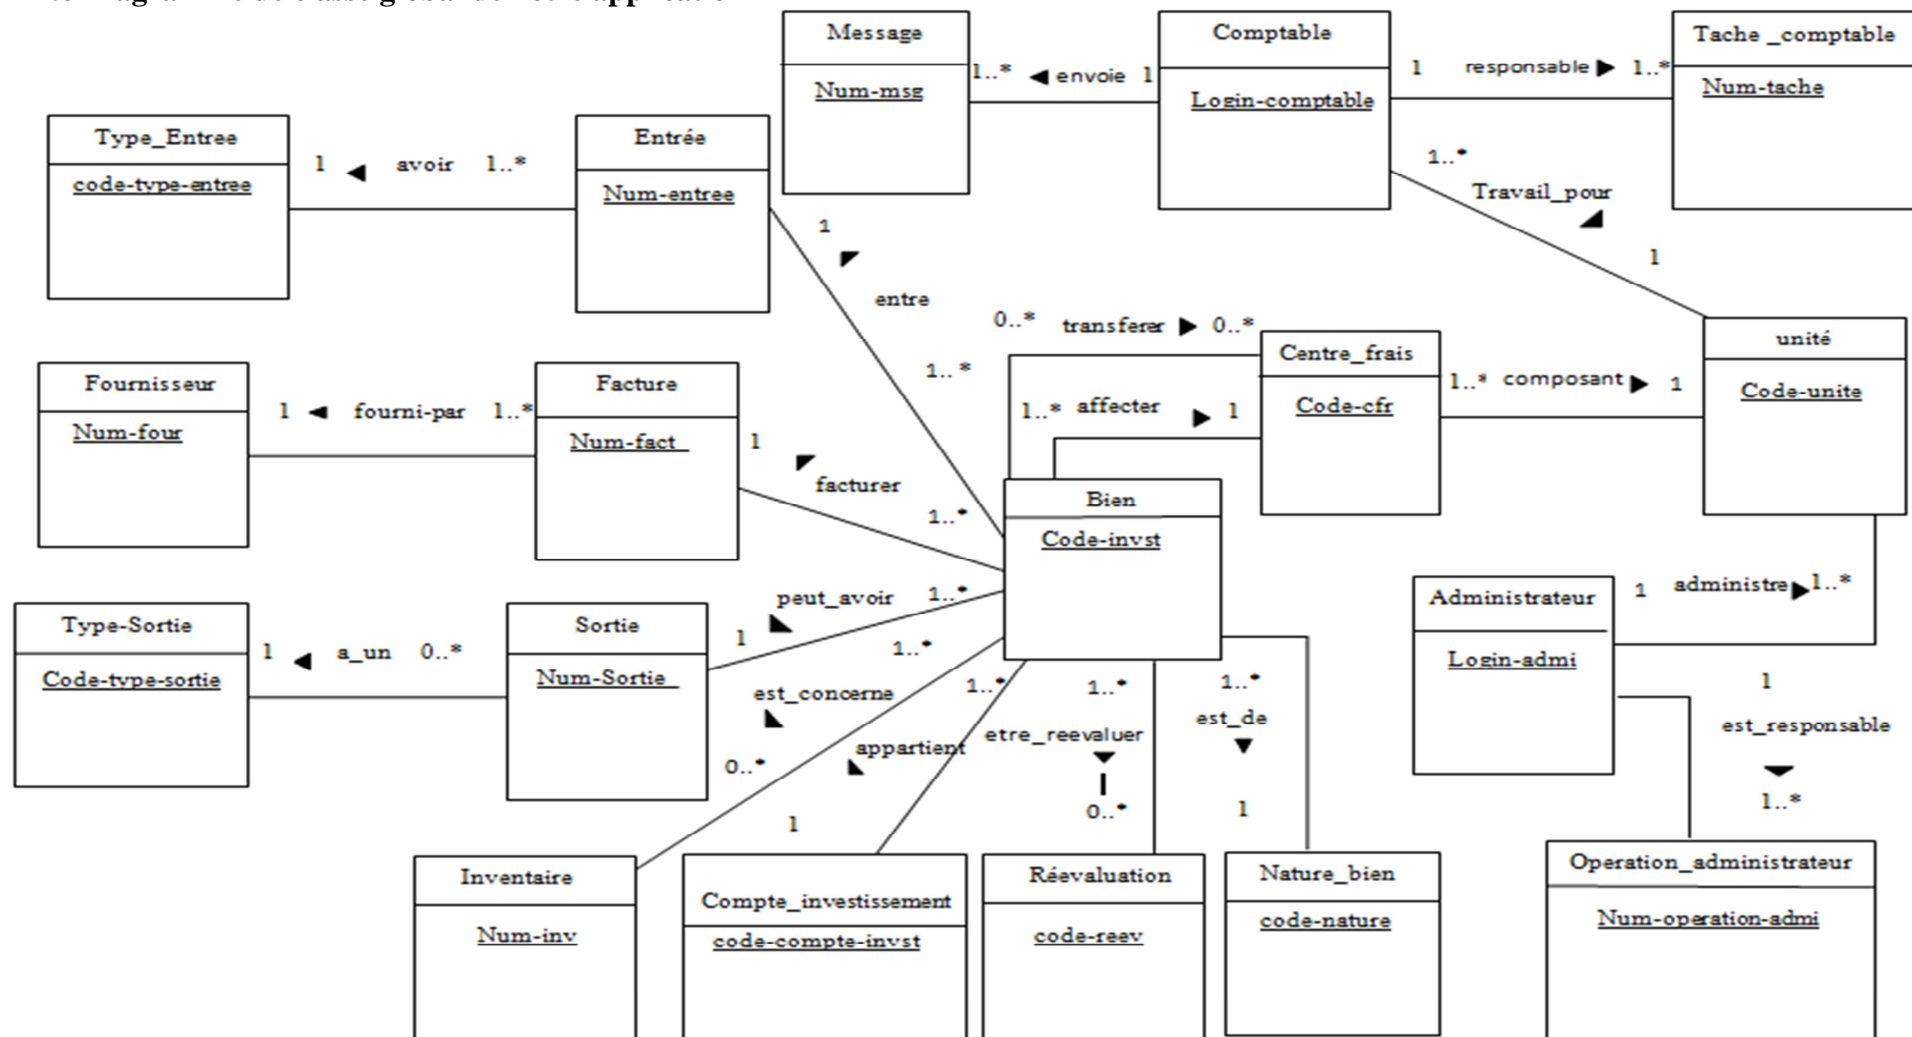 Message
Num-msg
1..* envoie 1
Comptable
Login-comptable
1 responsable 1..*
Tache _comptable
Num-tache
Type_Entree
code-type-entree
1 avoir 1..*
Entrée
Num-entree
1..*
Travail_pour
1
1
entre
1.. *
0..* transferer 0..*
Centre_frais
Code-cfr
1..* composant 1
unité
Code-unite
Fournisseur
Num-four
1 fourni-par 1..*
Facture
Num-fact_
1
facturer
1..*
1..* affecter 1
Bien
Code-invst
Type-Sortie
Code-type-sortie
1 a_un 0..*
Sortie
Num-Sortie_
1
peut_avoir 1..*
1..*
est_concerne
0..*
1..*
appartient
1
1..*
etre_reevaluer
0..*
1..*
est_de
1
Administrateur
Login-admi
1 administre 1..*
1
est_responsable
1..*
Inventaire
Num-inv
Compte_investissement
code-compte-invst
Réevaluation
code-reev
Nature_bien
code-nature
Operation_administrateur
Num-operation-admi